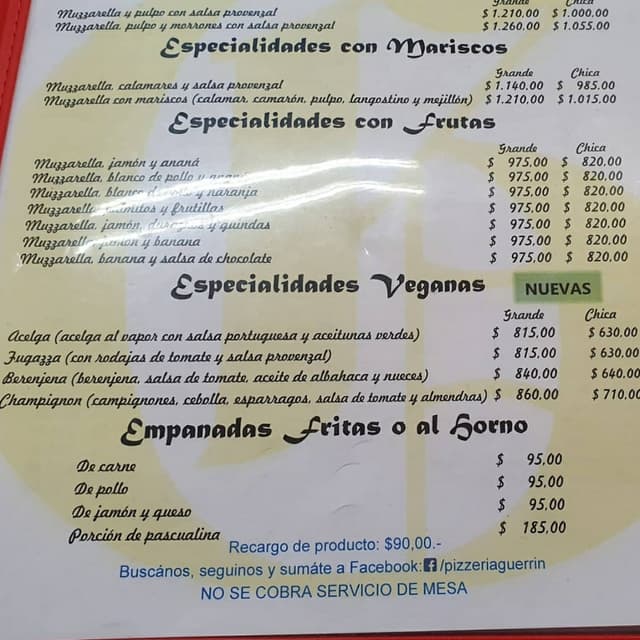 Grande Chica
Muzzarella y pulpo con salsa provenzal $ 1.210.00 $ 1.000.00
Muzzarella, pulpo y morrones con salsa provenzal $ 1.260.00 $ 1.055.00
Especialidades con Mariscos
Grande Chica
Muzzarella, calamares y salsa provenzal $ 1.140.00 $ 985.00
Muzzarella con mariscos (calamar, camarón, pulpo, langostino y mejillón) $ 1.210.00 $ 1.015.00
Especialidades con Frutas
Grande Chica
Muzzarella, jamón y ananá $ 975.00 $ 820.00
Muzzarella, blanco de pollo y ananá $ 975.00 $ 820.00
Muzzarella, blanco de pollo y naranja $ 975.00 $ 820.00
Muzzarella, palmitos y frutillas $ 975.00 $ 820.00
Muzzarella, jamón, duraznos y guindas $ 975.00 $ 820.00
Muzzarella, jamón y banana $ 975.00 $ 820.00
Muzzarella, banana y salsa de chocolate $ 975.00 $ 820.00
Especialidades Veganas NUEVAS
Grande Chica
Acelga (acelga al vapor con salsa portuguesa y aceitunas verdes) $ 815.00 $ 630.00
Fugazza (con rodajas de tomate y salsa provenzal) $ 815.00 $ 630.00
Berenjena (berenjena, salsa de tomate, aceite de albahaca y nueces) $ 840.00 $ 640.00
Champignon (campignones, cebolla, esparragos, salsa de tomate y almendras) $ 860.00 $ 710.00
Empanadas Fritas o al Horno
De carne $ 95,00
De pollo $ 95.00
De jamón y queso $ 95.00
Porción de pascualina $ 185,00
Recargo de producto: $90,00.-
Buscános, seguinos y sumáte a Facebook: /pizzeriaguerrin
NO SE COBRA SERVICIO DE MESA